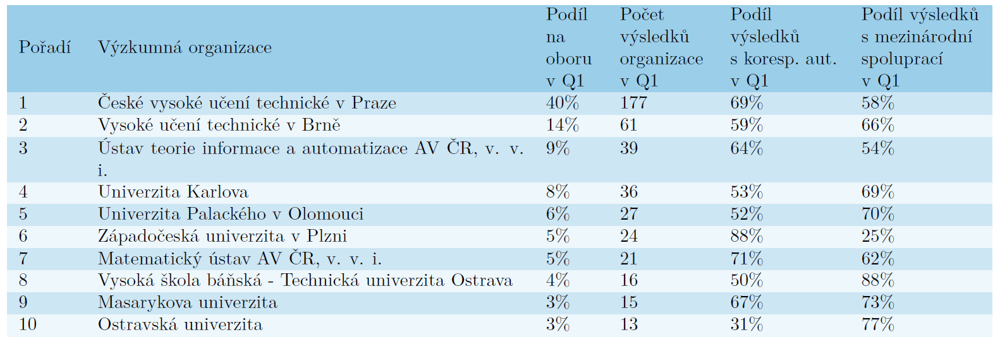 Pořadí Výzkumná organizace Podíl na oboru v Q1 Počet výsledků organizace v Q1 Podíl výsledků s koresp. aut. v Q1 Podíl výsledků s mezinárodní spoluprací v Q1
1 České vysoké učení technické v Praze 40% 177 69% 58%
2 Vysoké učení technické v Brně 14% 61 59% 66%
3 Ústav teorie informace a automatizace AV ČR, v. v. 9% 39 64% 54%
i.
4 Univerzita Karlova 8% 36 53% 69%
5 Univerzita Palackého v Olomouci 6% 27 52% 70%
6 Západočeská univerzita v Plzni 5% 24 88% 25%
7 Matematický ústav AV ČR, v. v. i. 5% 21 71% 62%
8 Vysoká škola báňská - Technická univerzita Ostrava 4% 16 50% 88%
9 Masarykova univerzita 3% 15 67% 73%
10 Ostravská univerzita 3% 13 31% 77%